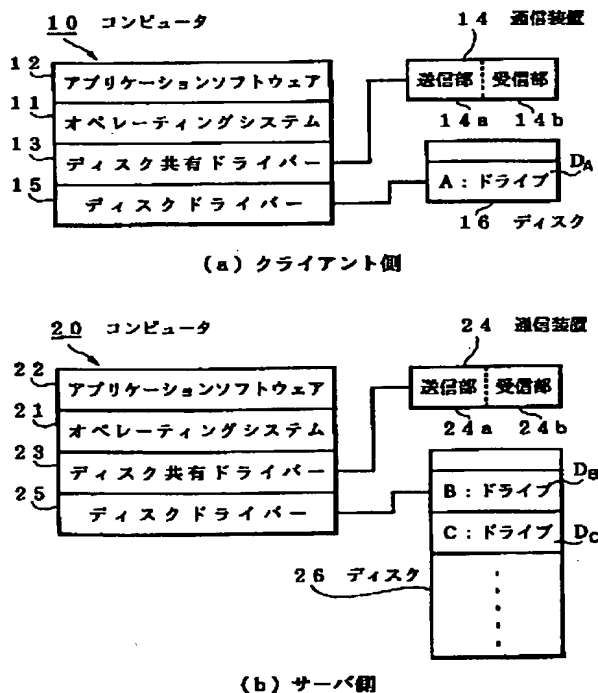 10 コンピュータ
14 通信装置
12 アプリケーションソフトウェア
11 オペレーティングシステム
13 ディスク共有ドライバー
15 ディスクドライバー
送信部 受信部
14a 14b
DA
A:ドライブ
16 ディスク
(a)クライアント側
20 コンピュータ
24 通信装置
22 アプリケーションソフトウェア
21 オペレーティングシステム
23 ディスク共有ドライバー
25 ディスクドライバー
送信部 受信部
24a 24b
DB
B:ドライブ
C:ドライブ DC
26 ディスク
(b)サーバ側